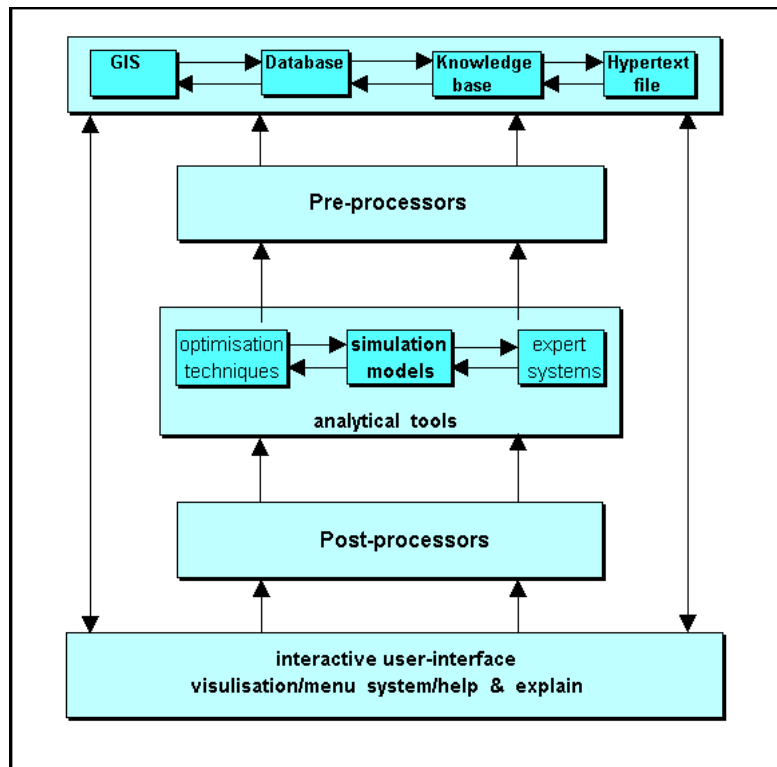 GIS
Database
Knowledge
base
Hypertext
file
Pre-processors
optimisation
techniques
simulation
models
expert
systems
analytical tools
Post-processors
interactive user-interface
visulisation/menu system/help & explain